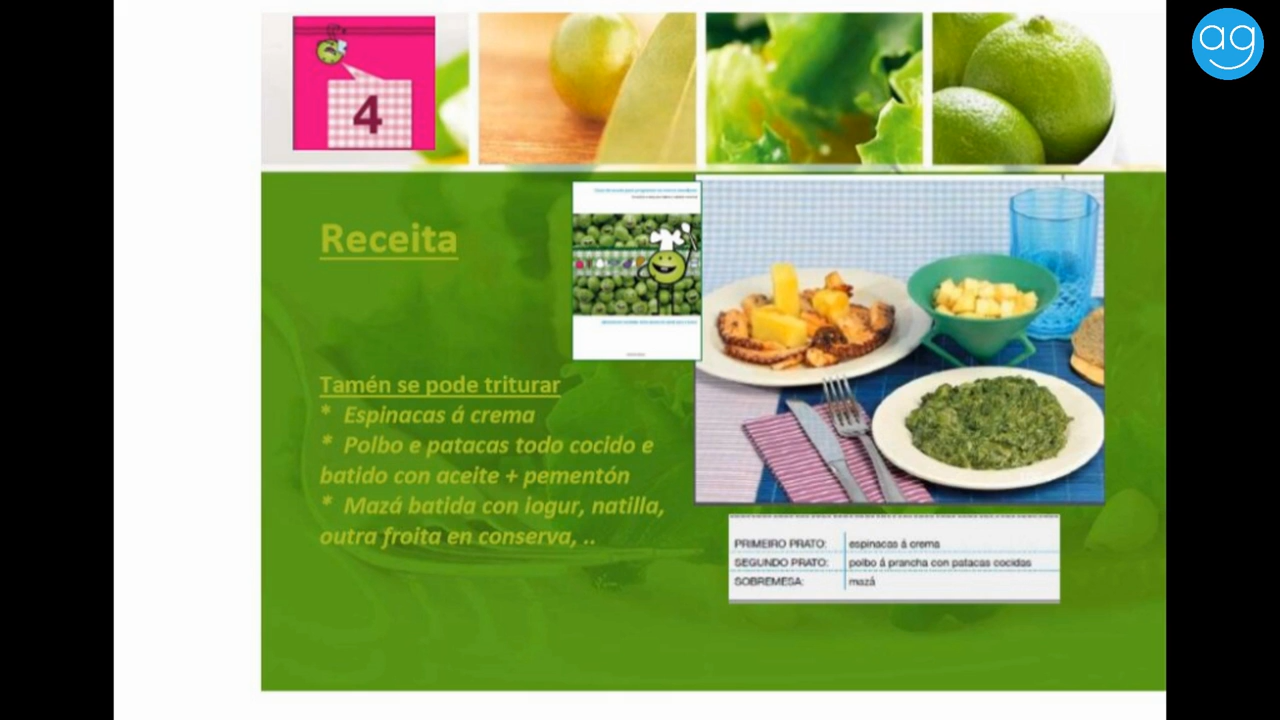 ag
4
Receita
Tamén se pode triturar
* Espinacas á crema
* Polbo e patacas todo cocido e
batido con aceite + pementón
* Mazá batida con iogur, natilla,
outra froita en conserva, ..
PRIMEIRO PRATO: espinacas á crema
SEGUNDO PRATO: polbo á prancha con patacas cocidas
SOBREMESA: mazá